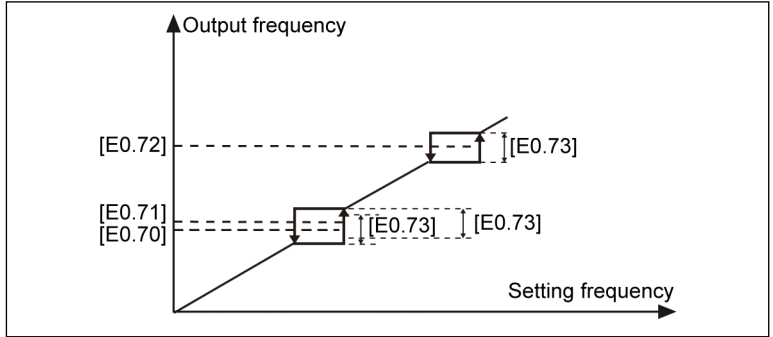 Output frequency
[E0.72]
[E0.73]
[E0.71]
[E0.70]
[E0.73]
[E0.73]
Setting frequency